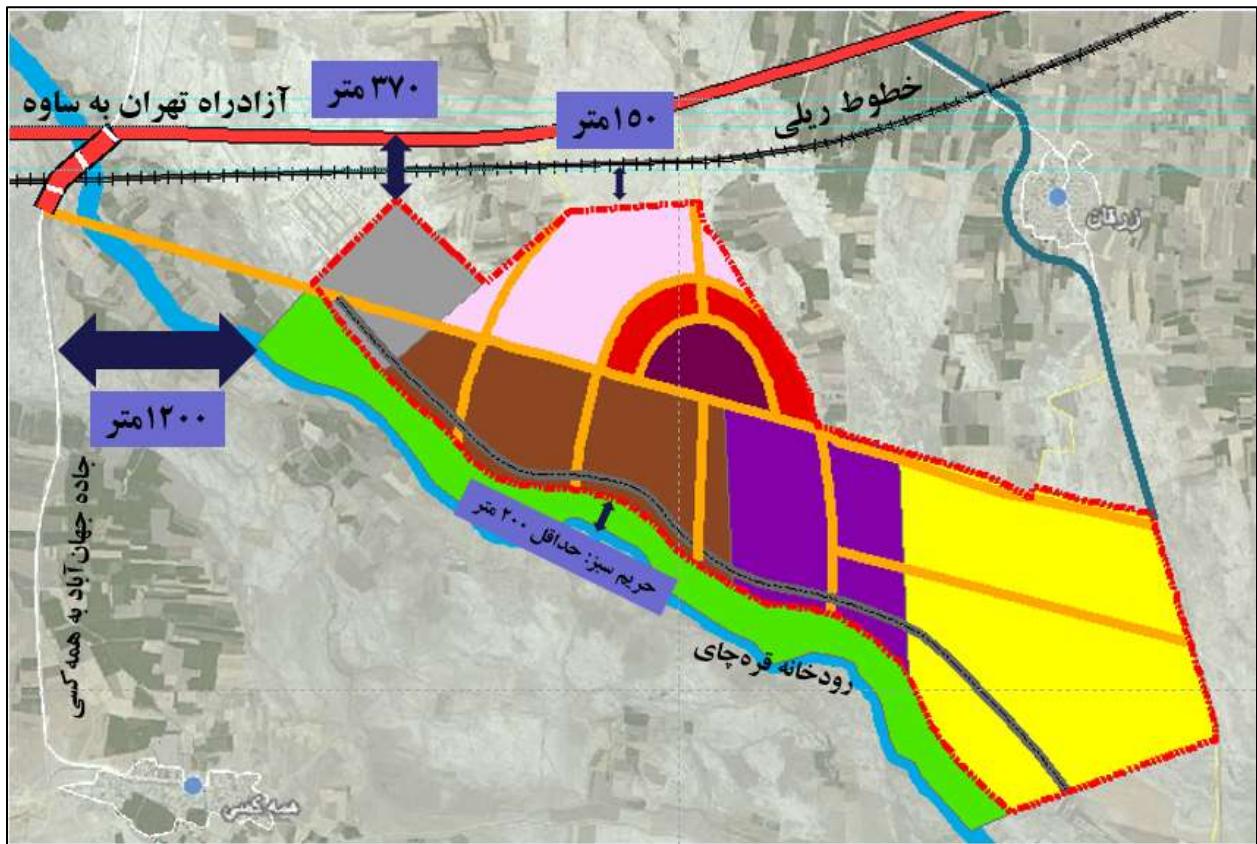 آزادراه تهران به ساوه
۳۷۰ متر
۱۵۰متر
خطوط ریلی
زرقان
۱۲۰۰متر
جاده جهان آباد به همه کسی
حریم سبز: حداقل ۲۰۰ متر
رودخانه قره‌چای
همه کسی